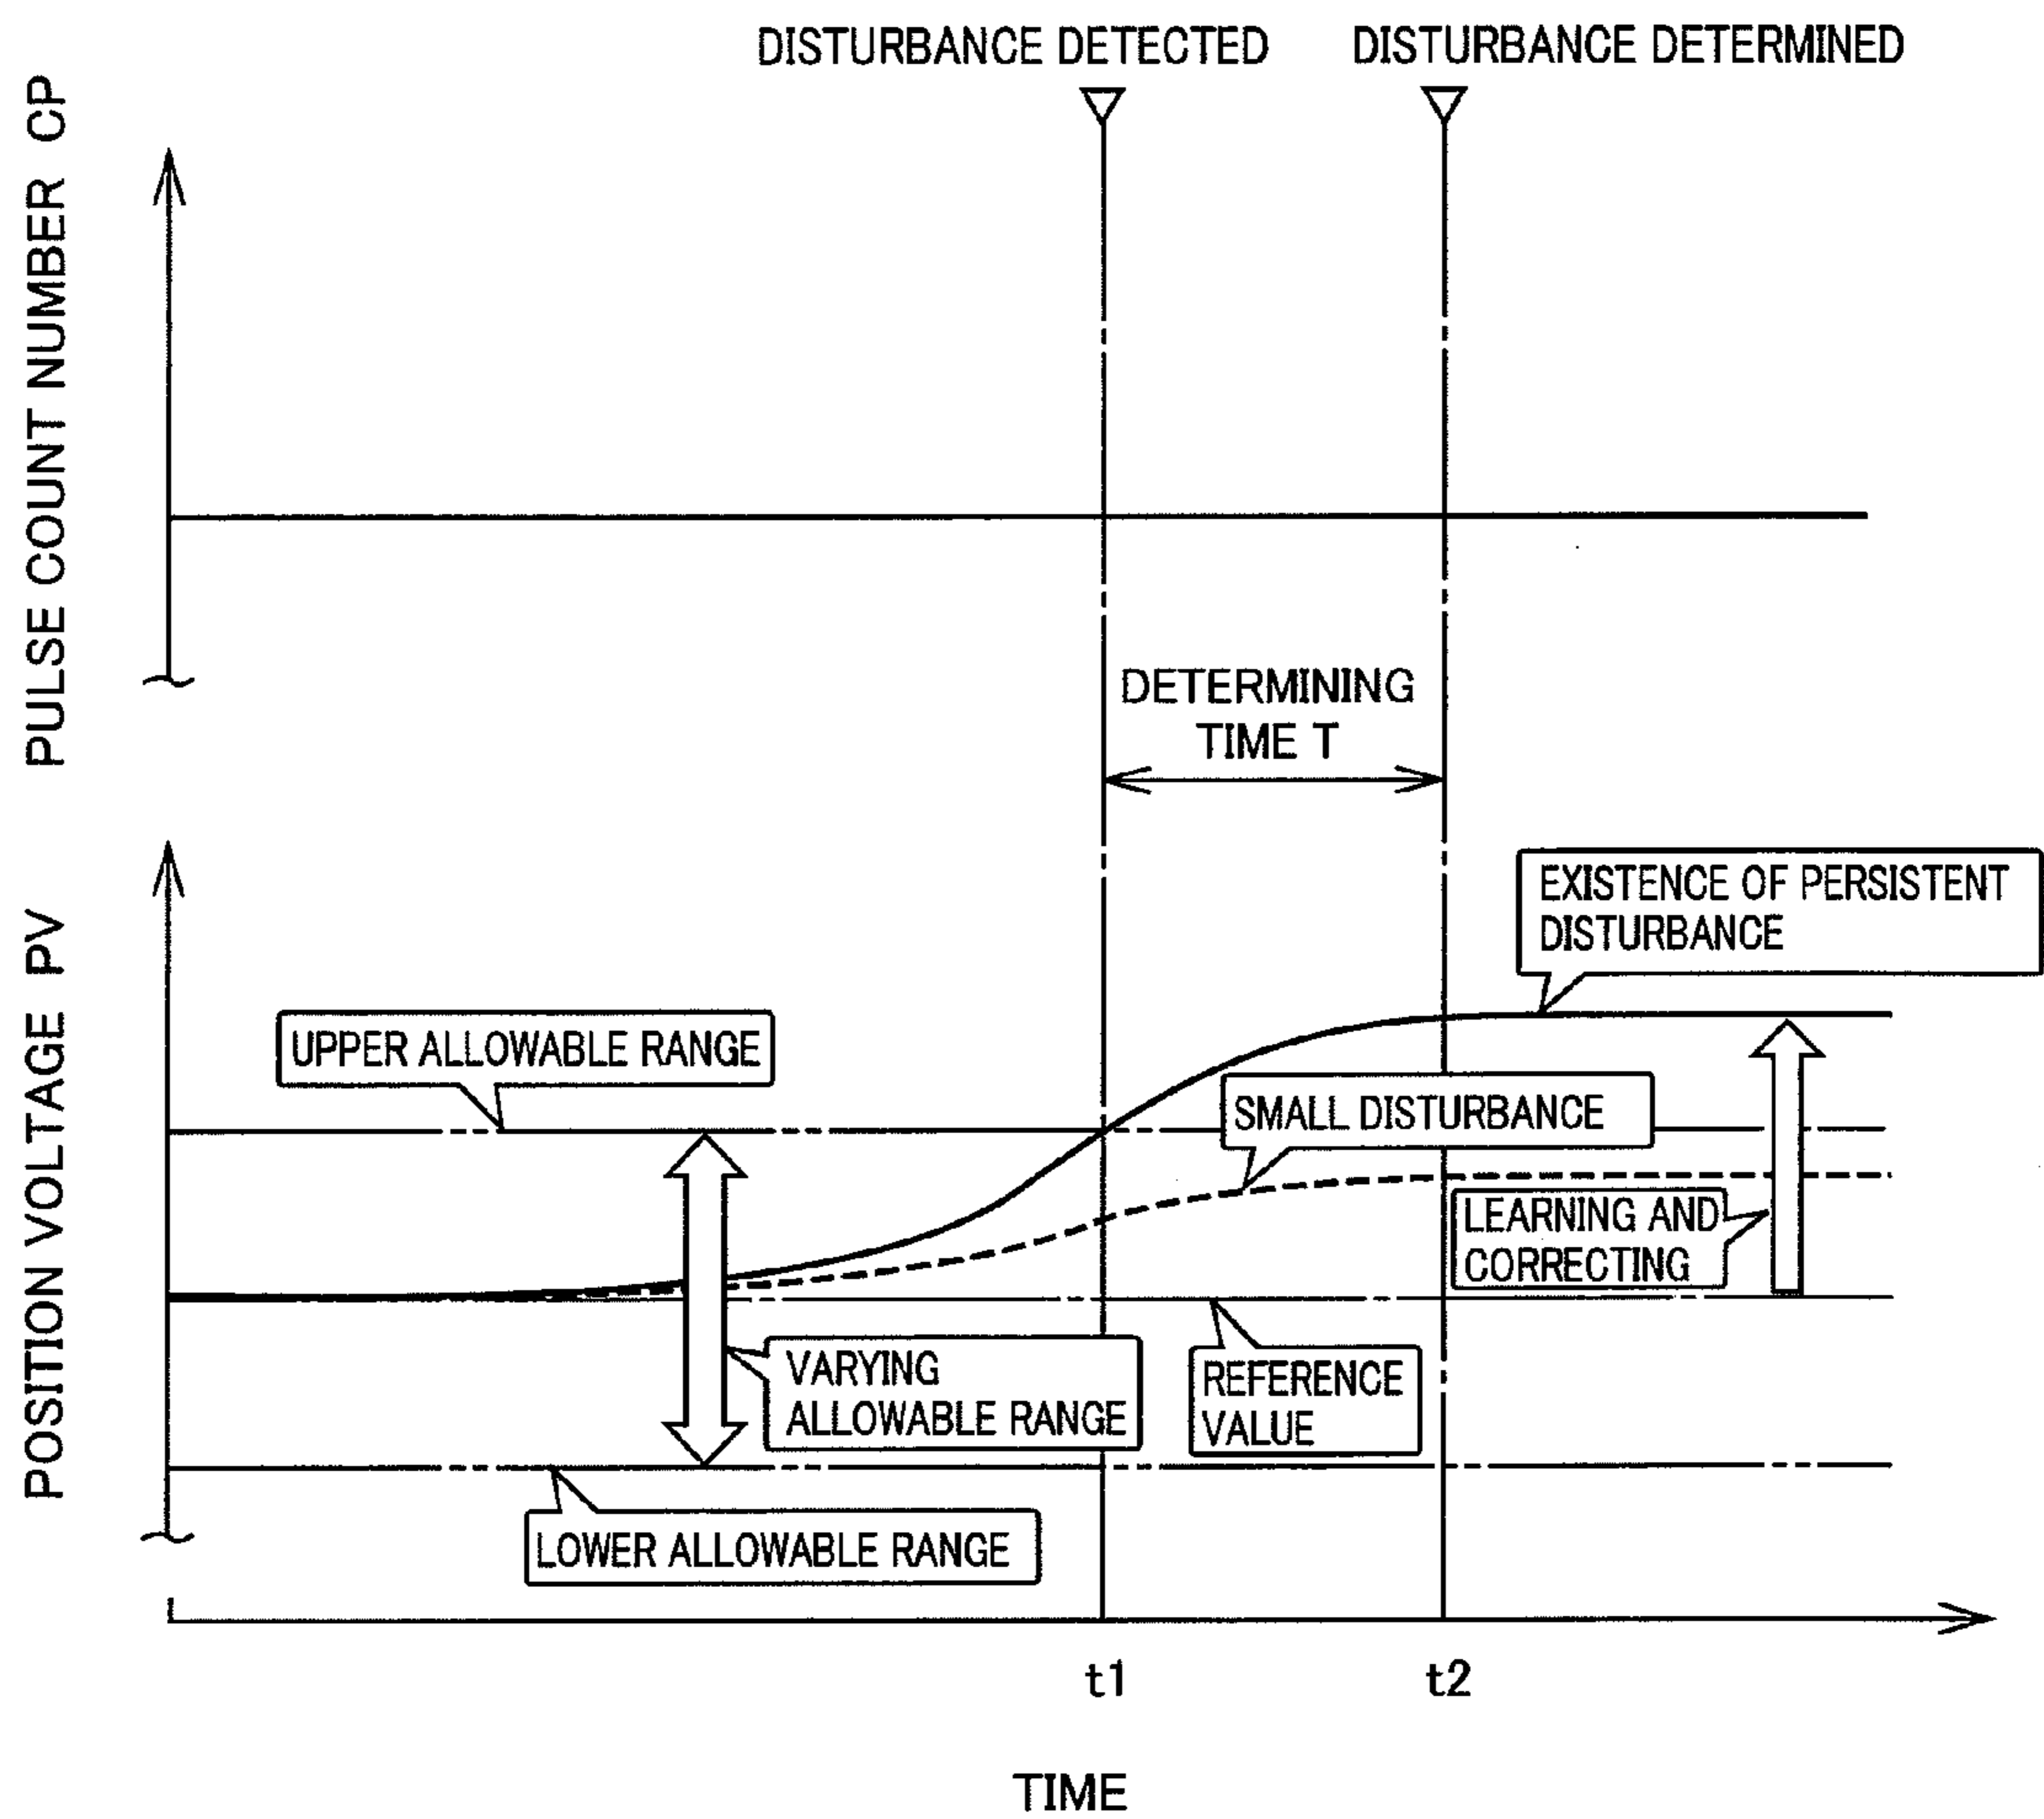 DISTURBANCE DETECTED
DISTURBANCE DETERMINED
PULSE COUNT NUMBER CP
DETERMINING
TIME T
POSITION VOLTAGE PV
EXISTENCE OF PERSISTENT
DISTURBANCE
UPPER ALLOWABLE RANGE
SMALL DISTURBANCE
LEARNING AND
CORRECTING
VARYING
ALLOWABLE RANGE
REFERENCE
VALUE
LOWER ALLOWABLE RANGE
t1
t2
TIME